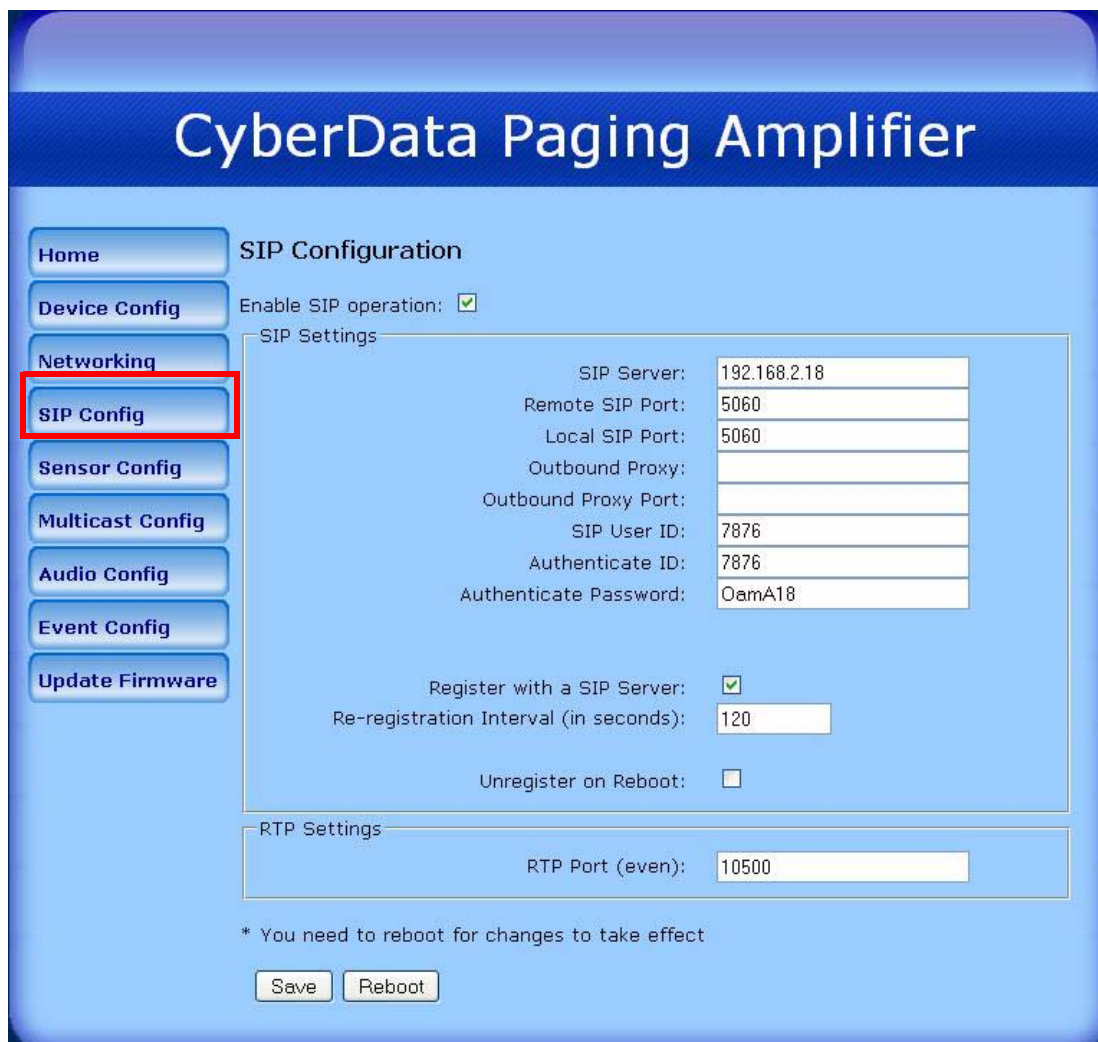 CyberData Paging Amplifier
Home
Device Config
Networking
SIP Config
Sensor Config
Multicast Config
Audio Config
Event Config
Update Firmware
SIP Configuration
Enable SIP operation:
SIP Settings
SIP Server: 192.168.2.18
Remote SIP Port: 5060
Local SIP Port: 5060
Outbound Proxy:
Outbound Proxy Port:
SIP User ID: 7876
Authenticate ID: 7876
Authenticate Password: OamA18
Register with a SIP Server:
Re-registration Interval (in seconds): 120
Unregister on Reboot:
RTP Settings
RTP Port (even): 10500
* You need to reboot for changes to take effect
Save Reboot